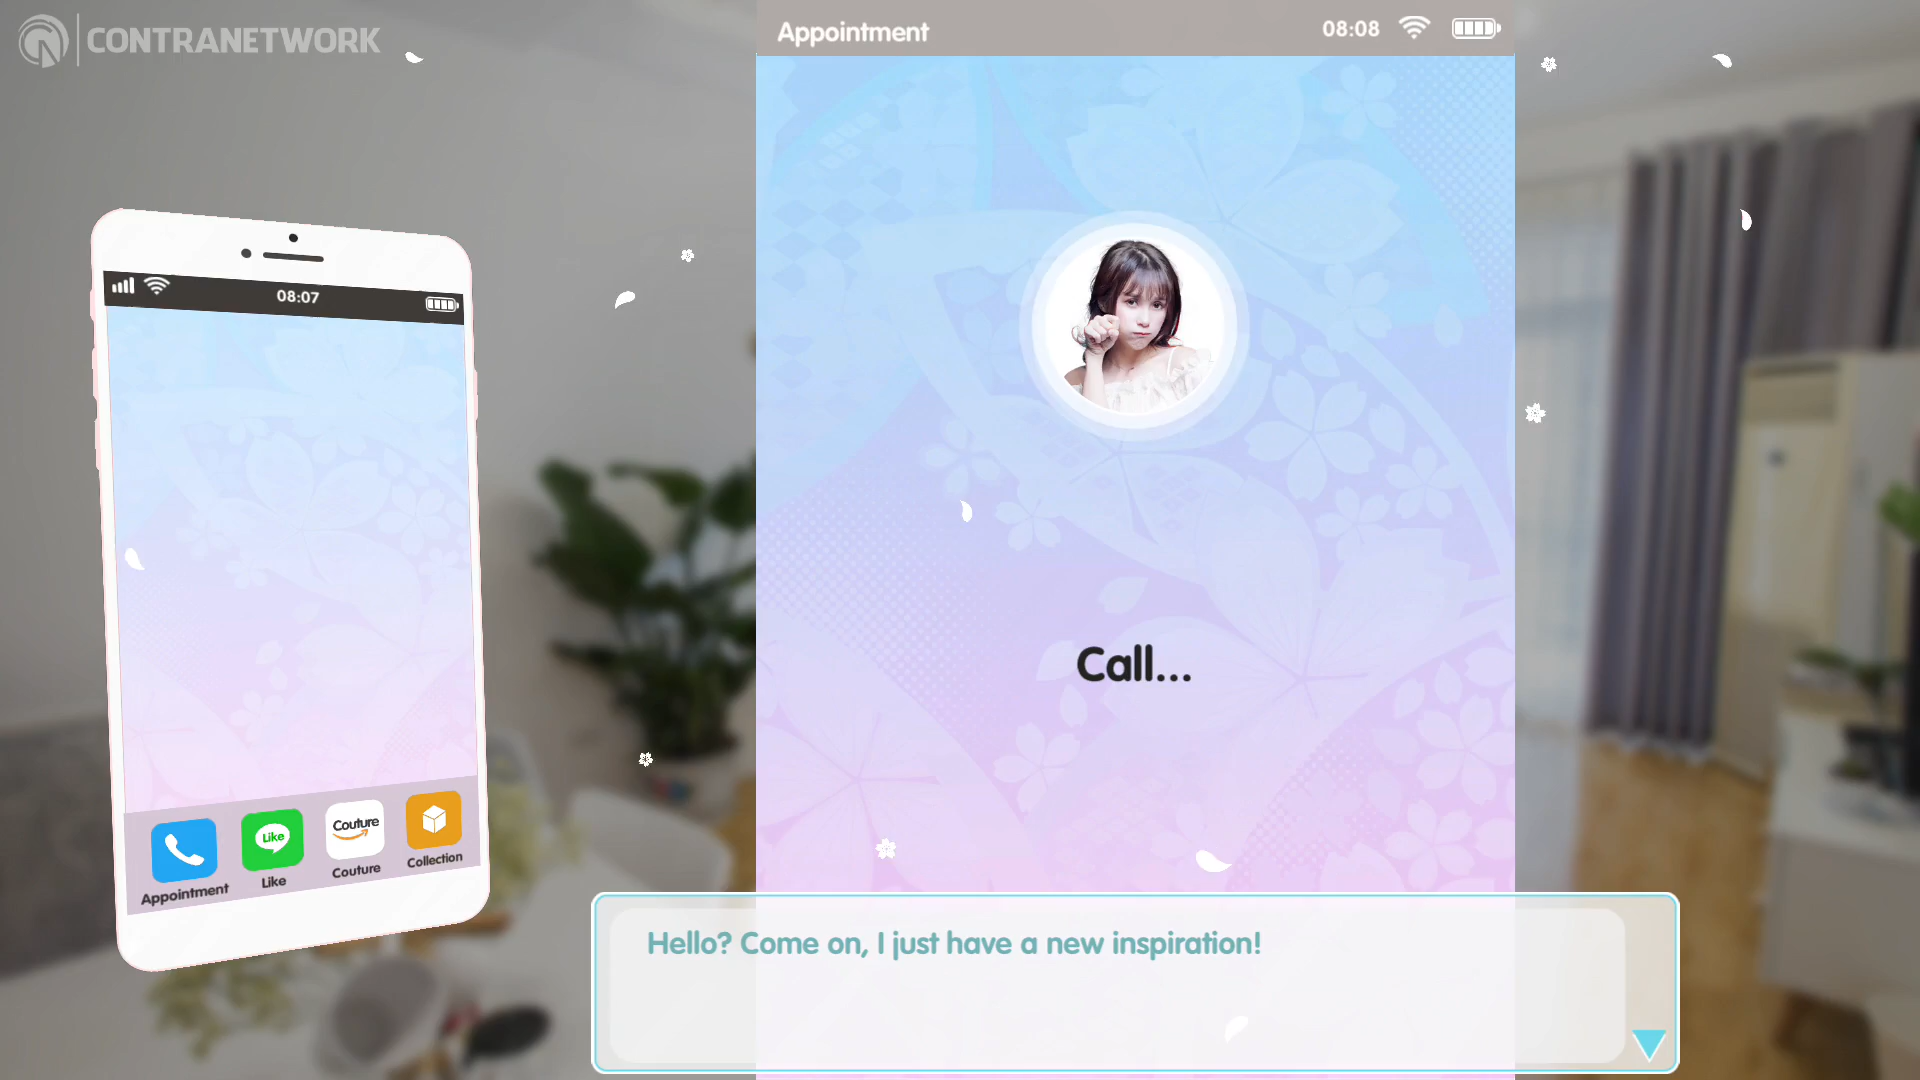 CONTRANETWORK
Appointment
08:08
08:07
Call...
Like
Couture
Appointment
Like
Couture
Collection
Hello? Come on, I just have a new inspiration!